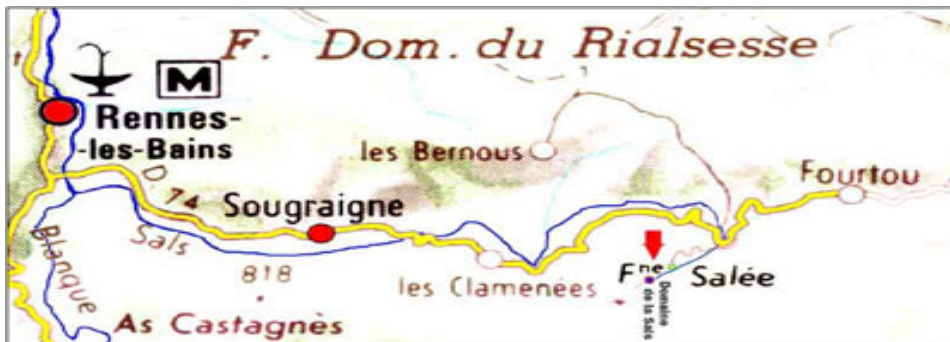 F. Dom. du Rialsesse
M
Rennes-
-les-Bains
les Bernous
Fourtou
D 74
Sougraigne
Sals
Blanque
818
les Clamenées
Fne Salée
Domaine
de la Sals
As Castagnès